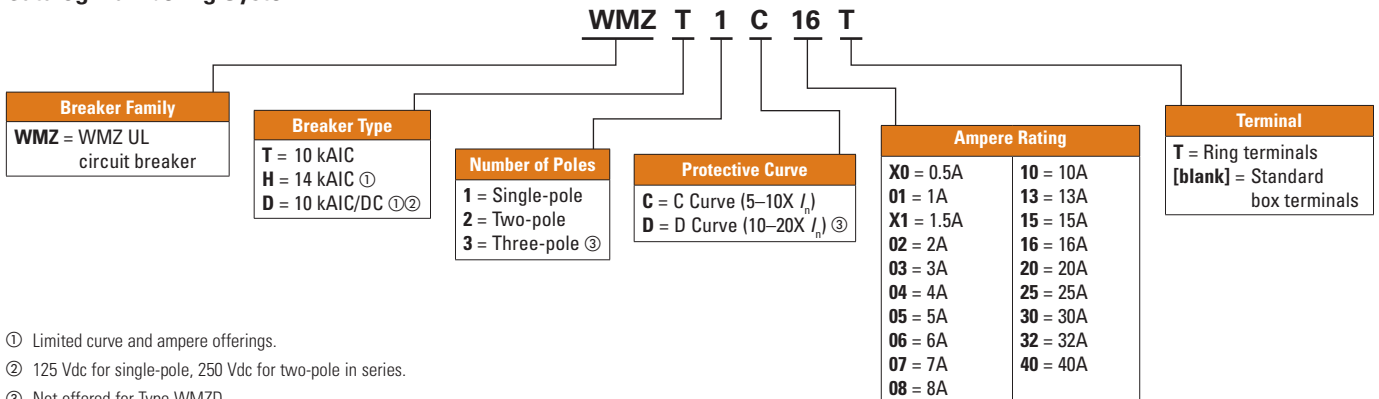 WMZ T 1 C 16 T
Breaker Family
WMZ = WMZ UL
circuit breaker
Breaker Type
T = 10 kAIC
H = 14 kAIC ①
D = 10 kAIC/DC ①②
Number of Poles
1 = Single-pole
2 = Two-pole
3 = Three-pole ③
Protective Curve
C = C Curve (5–10X In)
D = D Curve (10–20X In) ③
Ampere Rating
X0 = 0.5A
01 = 1A
X1 = 1.5A
02 = 2A
03 = 3A
04 = 4A
05 = 5A
06 = 6A
07 = 7A
08 = 8A
10 = 10A
13 = 13A
15 = 15A
16 = 16A
20 = 20A
25 = 25A
30 = 30A
32 = 32A
40 = 40A
Terminal
T = Ring terminals
[blank] = Standard
box terminals
① Limited curve and ampere offerings.
② 125 Vdc for single-pole, 250 Vdc for two-pole in series.
③ Not offered for Type WMZD